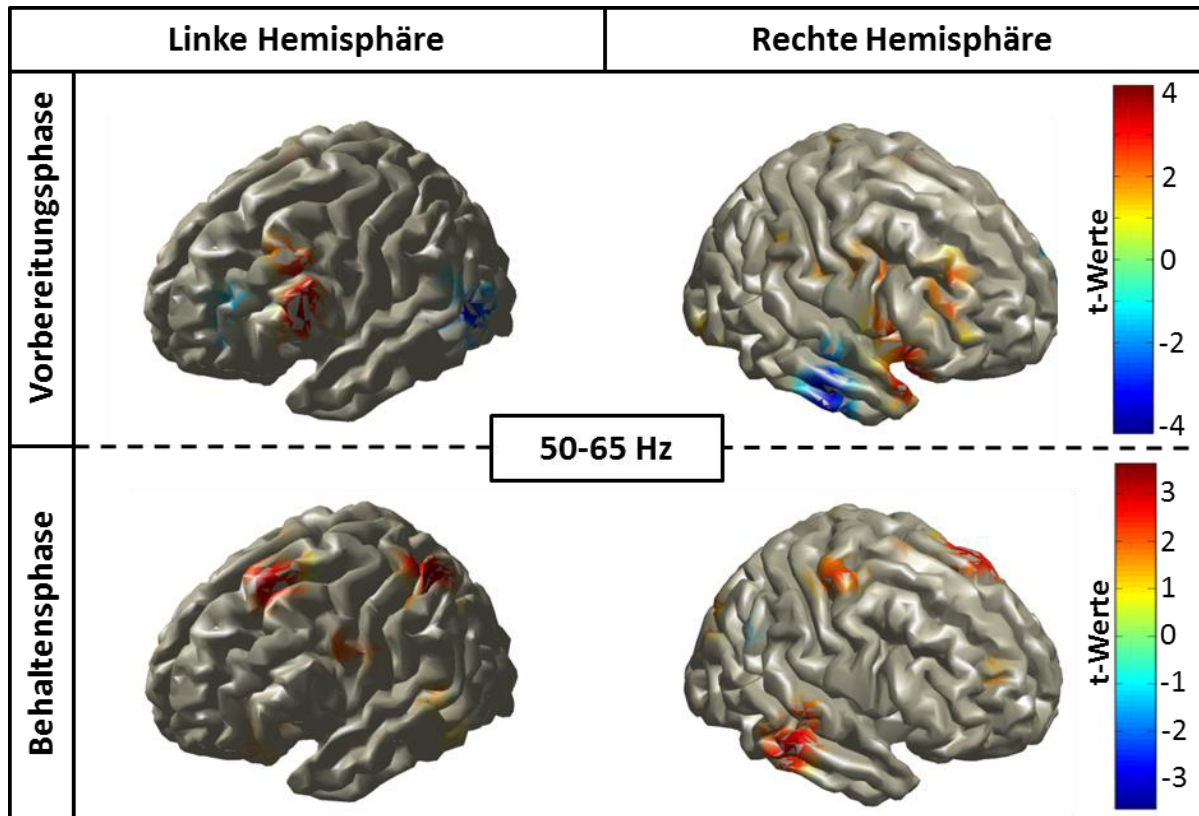 Linke Hemisphäre
Rechte Hemisphäre
Vorbereitungsphase
4
2
0
-2
-4
t-Werte
50-65 Hz
Behaltensphase
3
2
1
0
-1
-2
-3
t-Werte